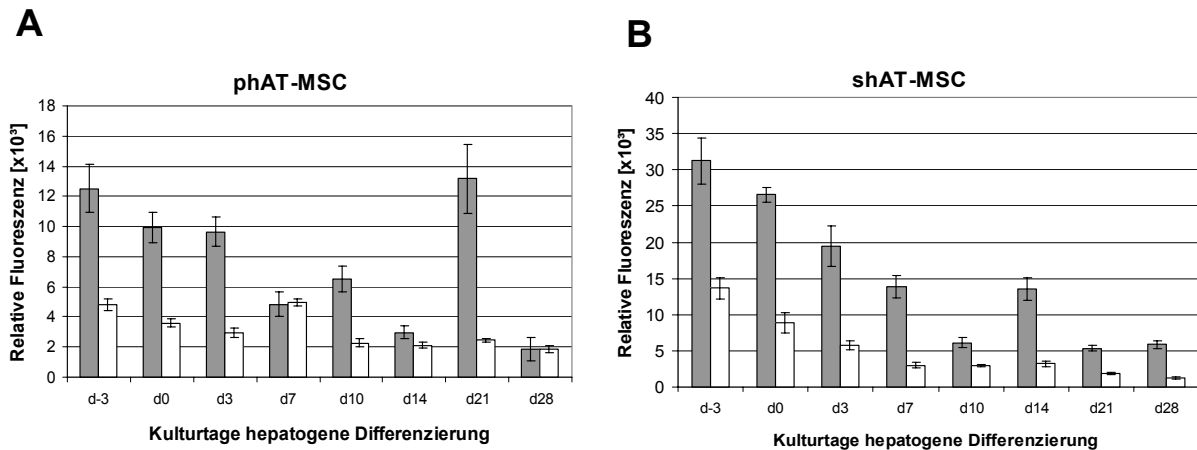 A
phAT-MSC
Relative Fluoreszenz [x10³]
18
16
14
12
10
8
6
4
2
0
d-3 d0 d3 d7 d10 d14 d21 d28
Kulturtage hepatogene Differenzierung
B
shAT-MSC
Relative Fluoreszenz [x10³]
40
35
30
25
20
15
10
5
0
d-3 d0 d3 d7 d10 d14 d21 d28
Kulturtage hepatogene Differenzierung